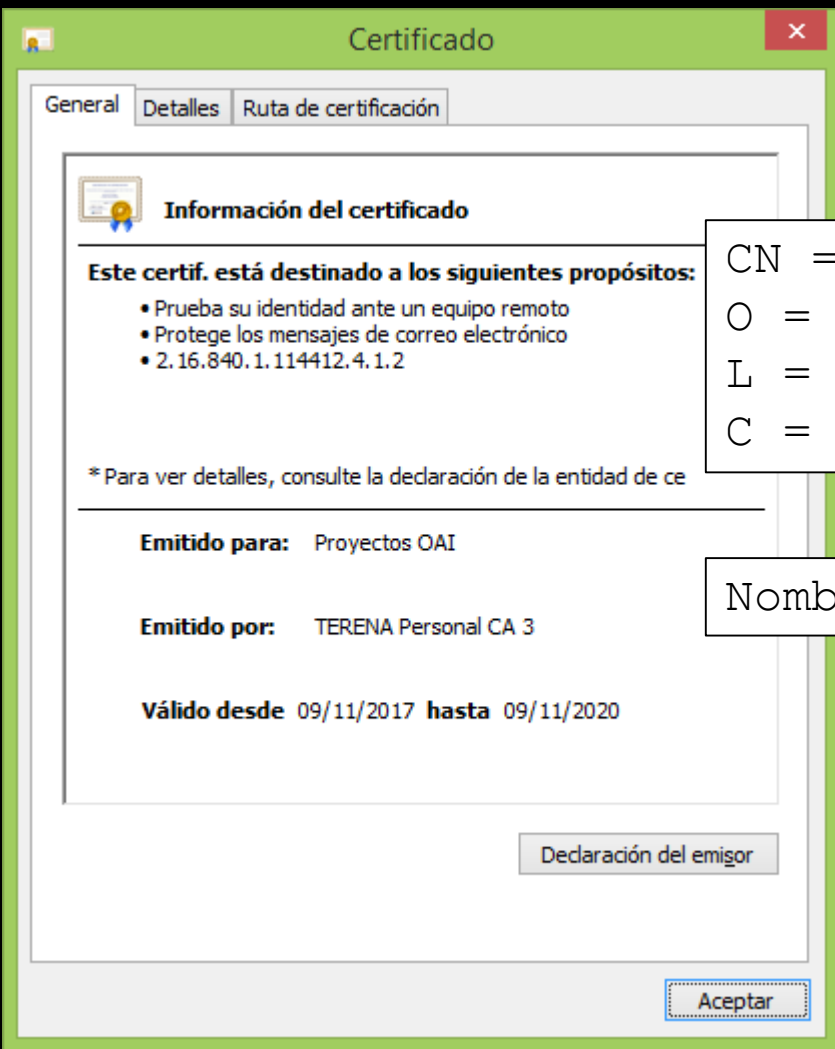 Certificado
General Detalles Ruta de certificación
Información del certificado
Este certif. está destinado a los siguientes propósitos:
• Prueba su identidad ante un equipo remoto
• Protege los mensajes de correo electrónico
• 2.16.840.1.114412.4.1.2
CN =
O =
L =
C =
* Para ver detalles, consulte la declaración de la entidad de ce
Emitido para: Proyectos OAI
Nomb
Emitido por: TERENA Personal CA 3
Válido desde 09/11/2017 hasta 09/11/2020
Declaración del emisor
Aceptar